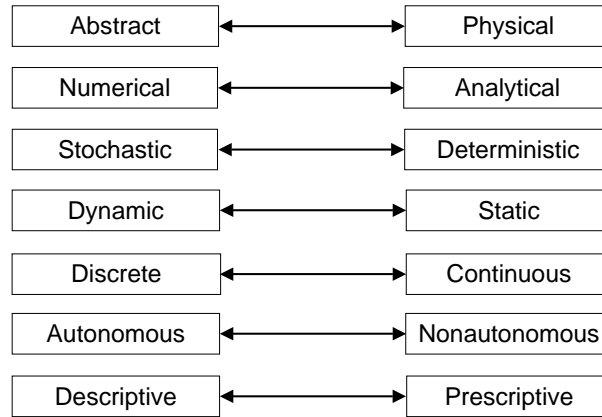 Abstract
Physical
Numerical
Analytical
Stochastic
Deterministic
Dynamic
Static
Discrete
Continuous
Autonomous
Nonautonomous
Descriptive
Prescriptive